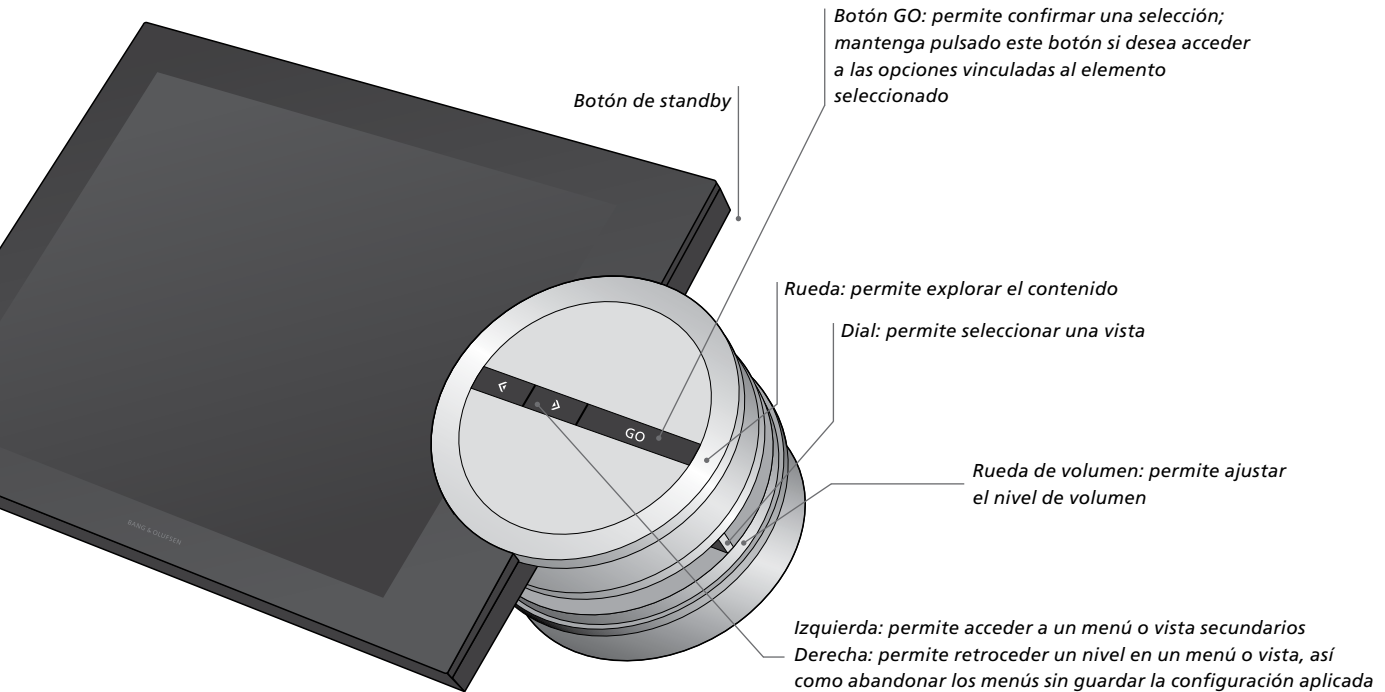 Botón GO: permite confirmar una selección;
mantenga pulsado este botón si desea acceder
a las opciones vinculadas al elemento
seleccionado
Botón de standby
Rueda: permite explorar el contenido
Dial: permite seleccionar una vista
GO
Rueda de volumen: permite ajustar
el nivel de volumen
BANG & OLUFSEN
Izquierda: permite acceder a un menú o vista secundarios
Derecha: permite retroceder un nivel en un menú o vista, así
como abandonar los menús sin guardar la configuración aplicada